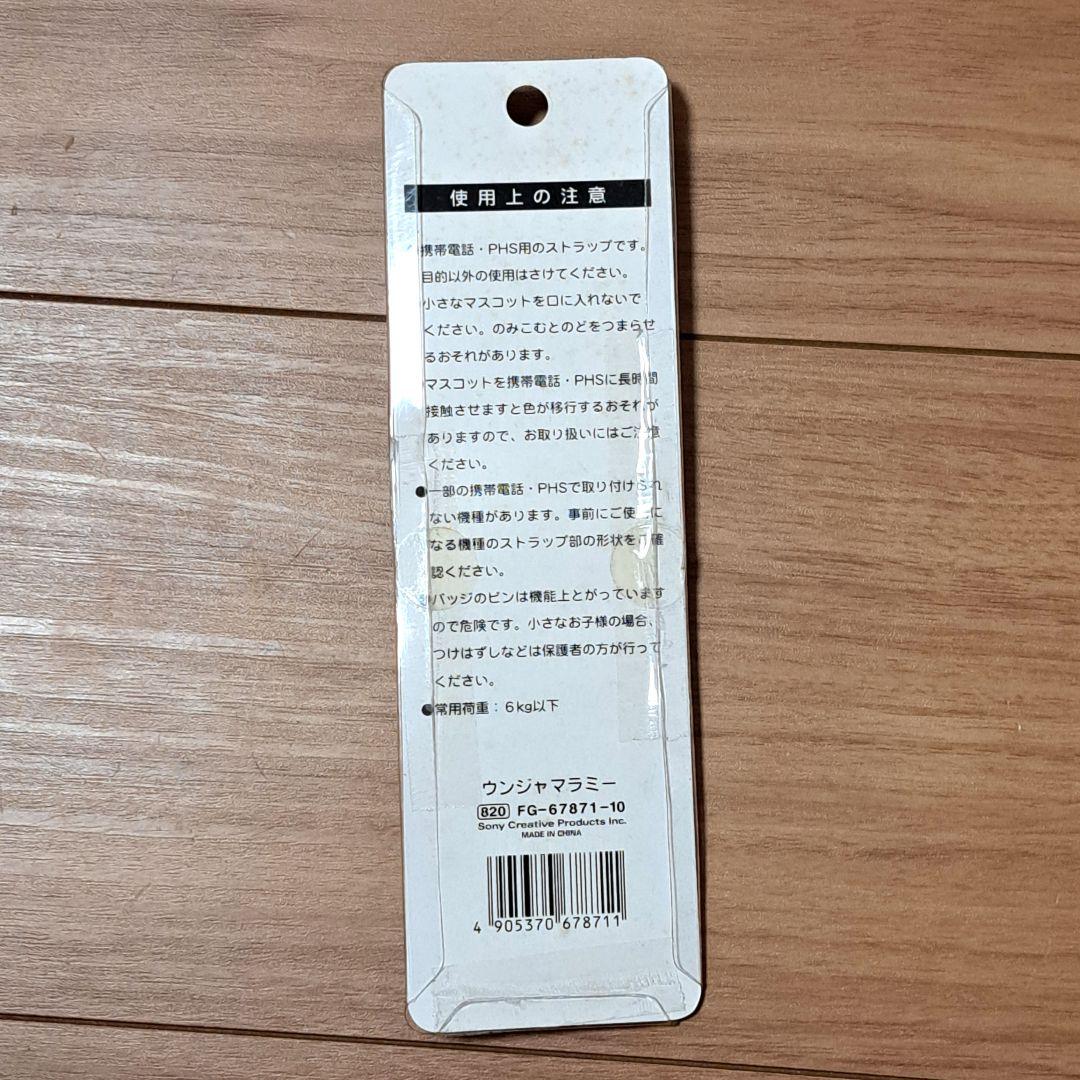 使用上の注意
●携帯電話・PHS用のストラップです。
目的以外の使用はさけてください。
小さなマスコットを口に入れないで
ください。のみこむとのどをつまらせ
るおそれがあります。
マスコットを携帯電話・PHSに長時間
接触させますと色が移行するおそれが
ありますので、お取り扱いにはご注意
ください。
●一部の携帯電話・PHSで取り付けられ
ない機種があります。事前にご使用に
なる機種のストラップ部の形状をご確
認ください。
●バッジのピンは機能上とがっています
ので危険です。小さなお子様の場合、
つけはずしなどは保護者の方が行って
ください。
●常用荷重：6kg以下
ウンジャマラミー
820 FG-67871-10
Sony Creative Products Inc.
MADE IN CHINA
4 905370 678711